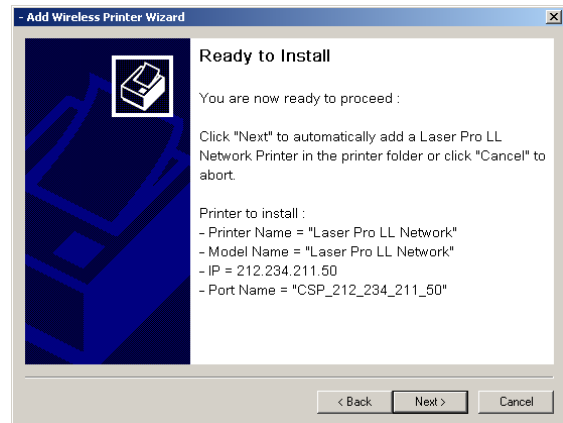 - Add Wireless Printer Wizard
Ready to Install
You are now ready to proceed :
Click "Next" to automatically add a Laser Pro LL
Network Printer in the printer folder or click "Cancel" to
abort.
Printer to install :
- Printer Name = "Laser Pro LL Network"
- Model Name = "Laser Pro LL Network"
- IP = 212.234.211.50
- Port Name = "CSP_212_234_211_50"
< Back
Next >
Cancel